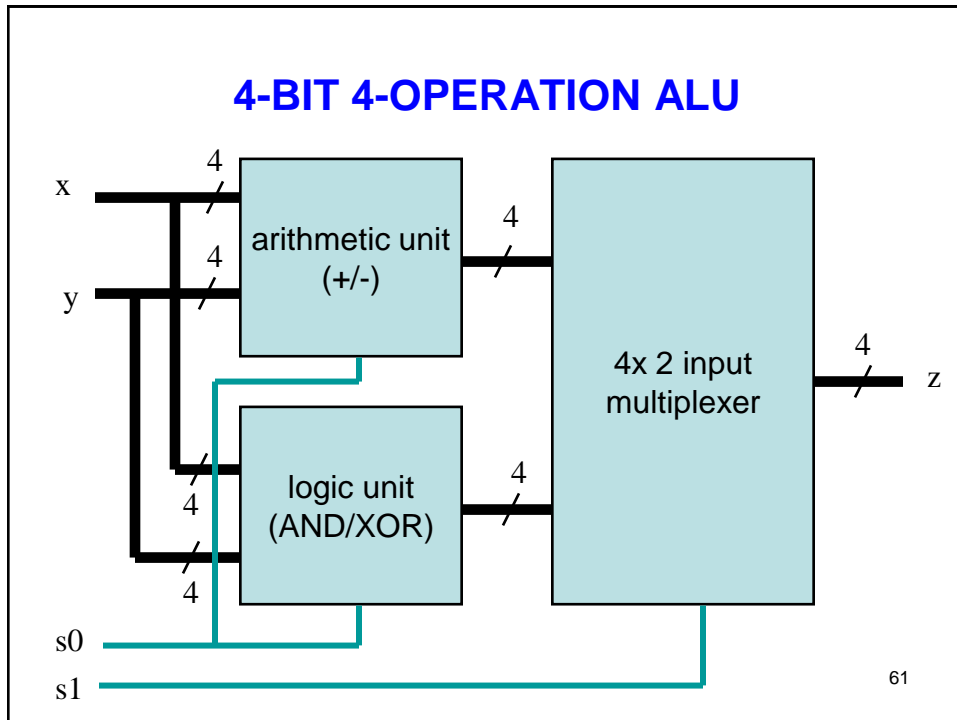 4-BIT 4-OPERATION ALU
x
4
arithmetic unit
(+/-)
4
y
4
4x 2 input
multiplexer
4
z
logic unit
(AND/XOR)
4
4
4
s0
s1
61